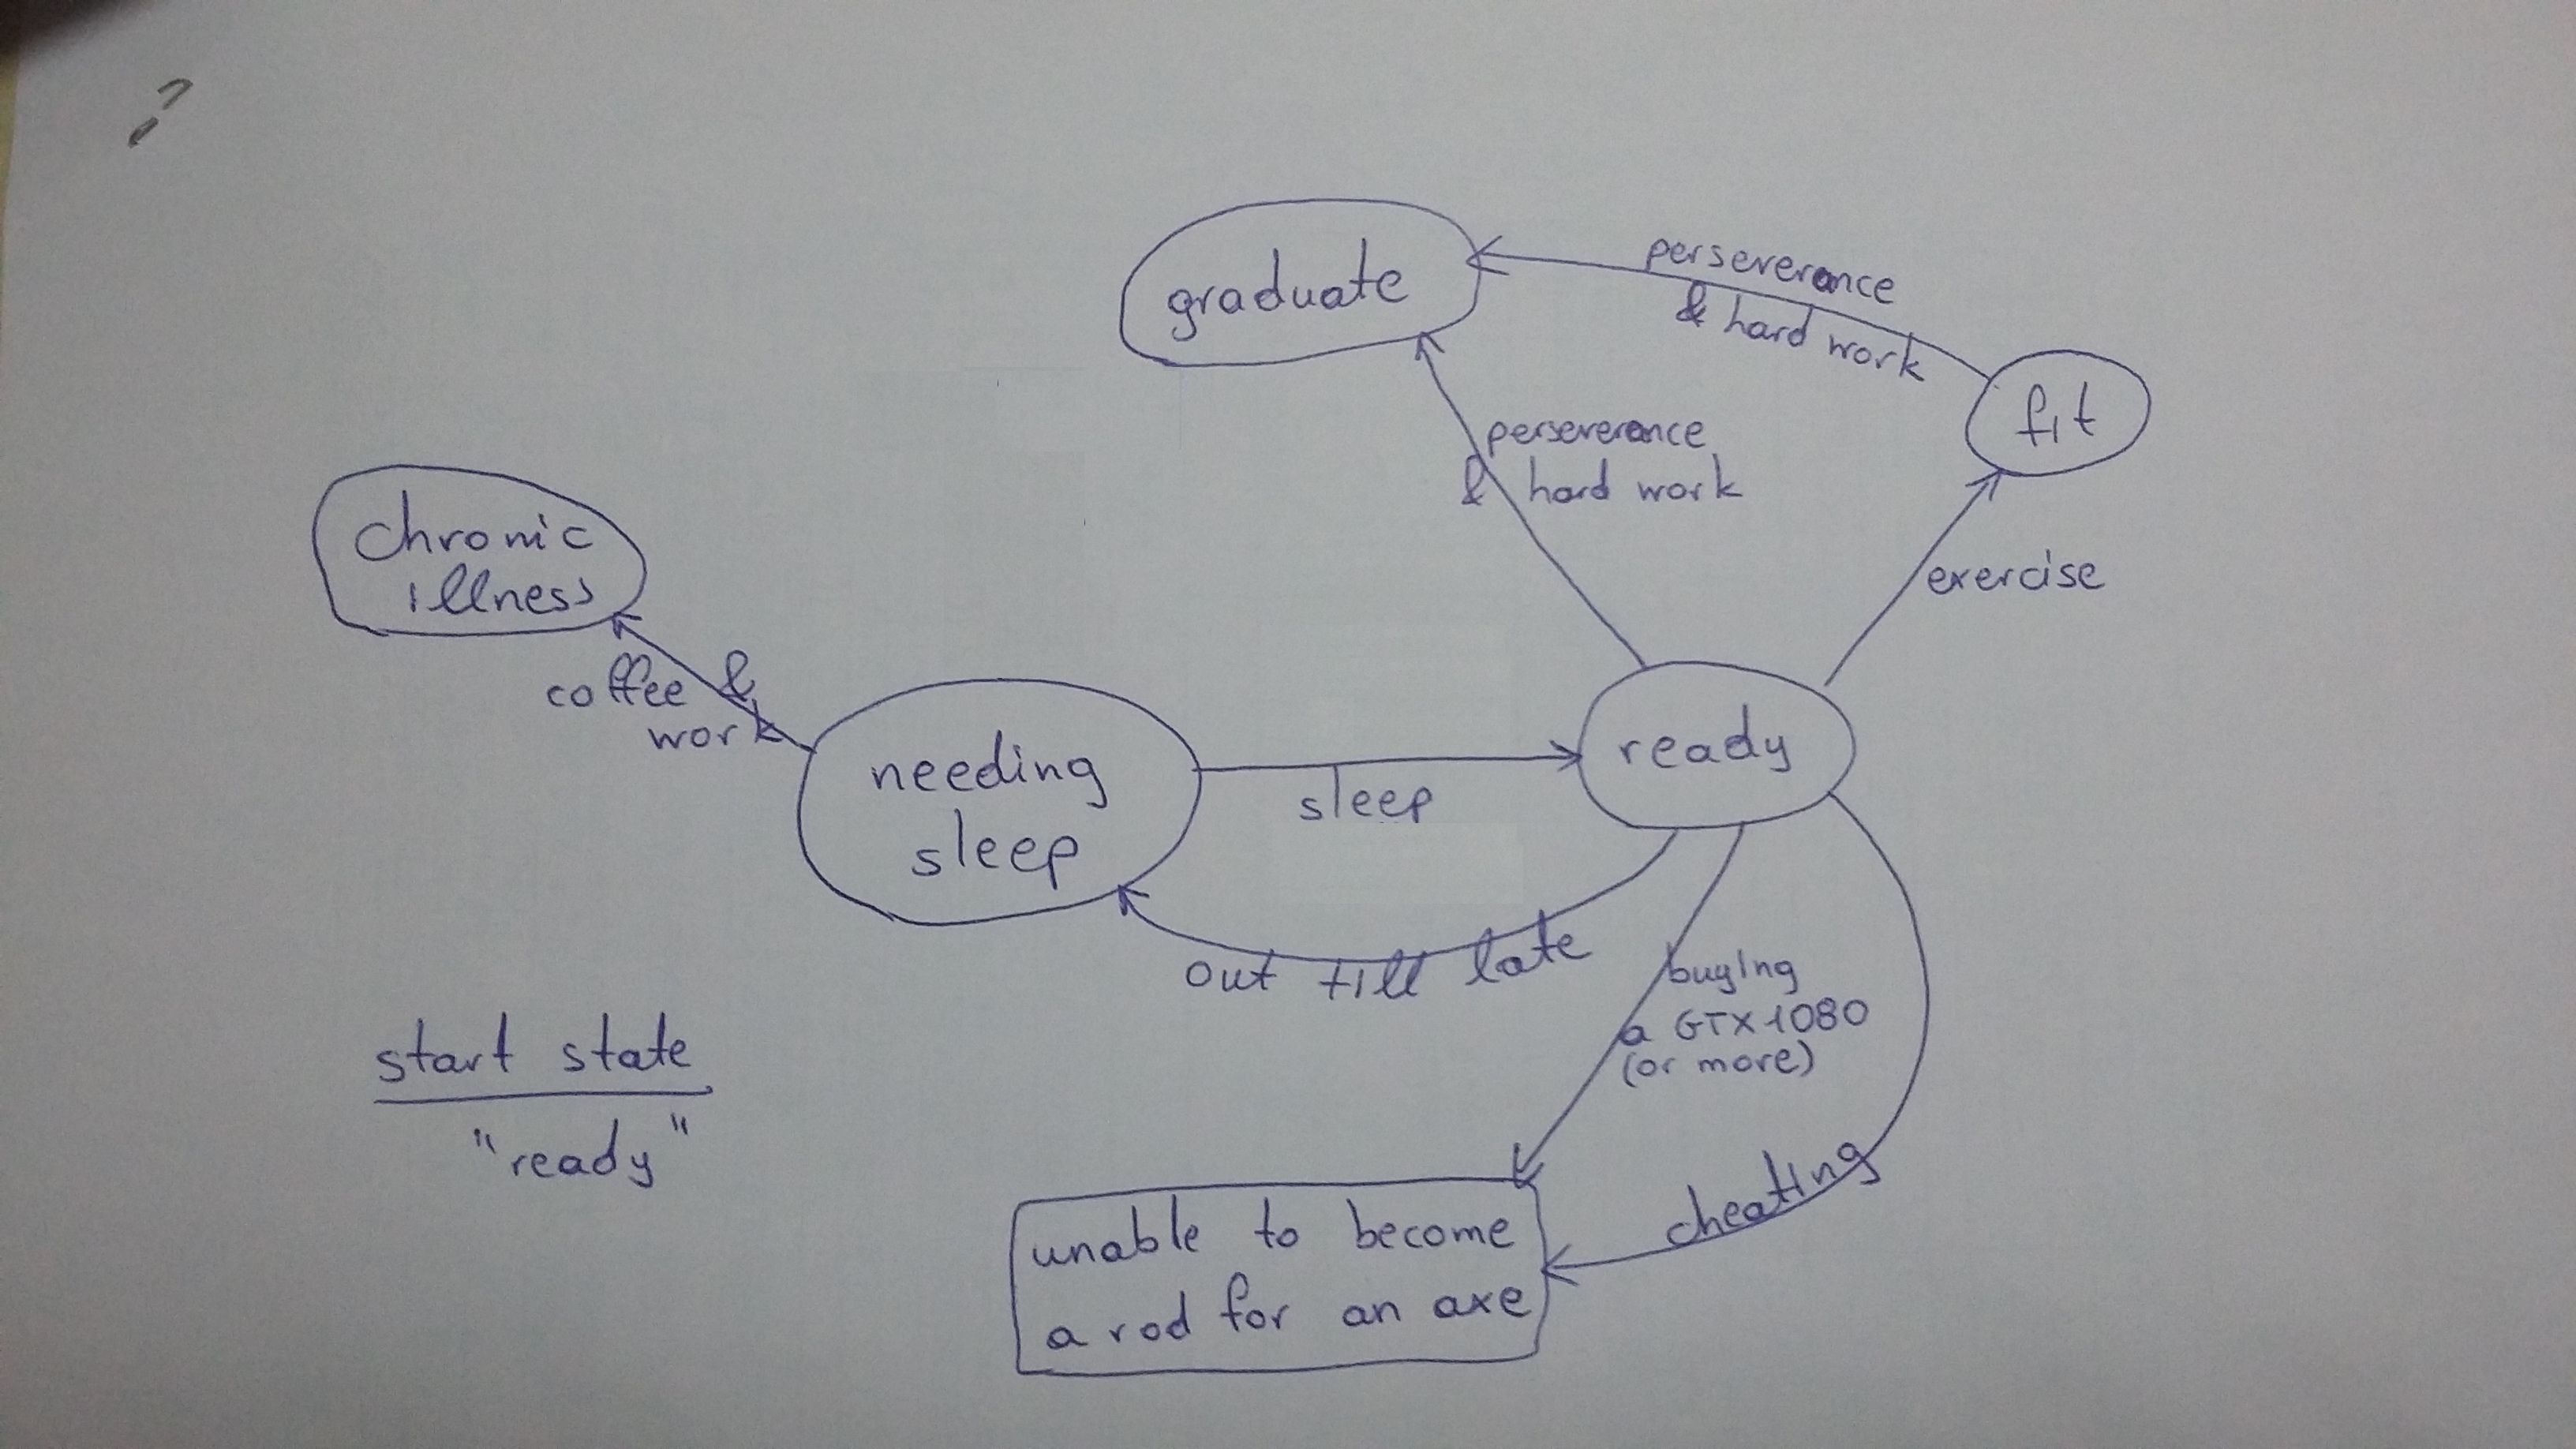 ?
graduate
perseverance
& hard work
fit
perseverance
& hard work
exercise
chronic
illness
coffee &
work
needing
sleep
sleep
ready
out till late
buying
a GTX 1080
(or more)
cheating
start state
"ready"
unable to become
a rod for an axe